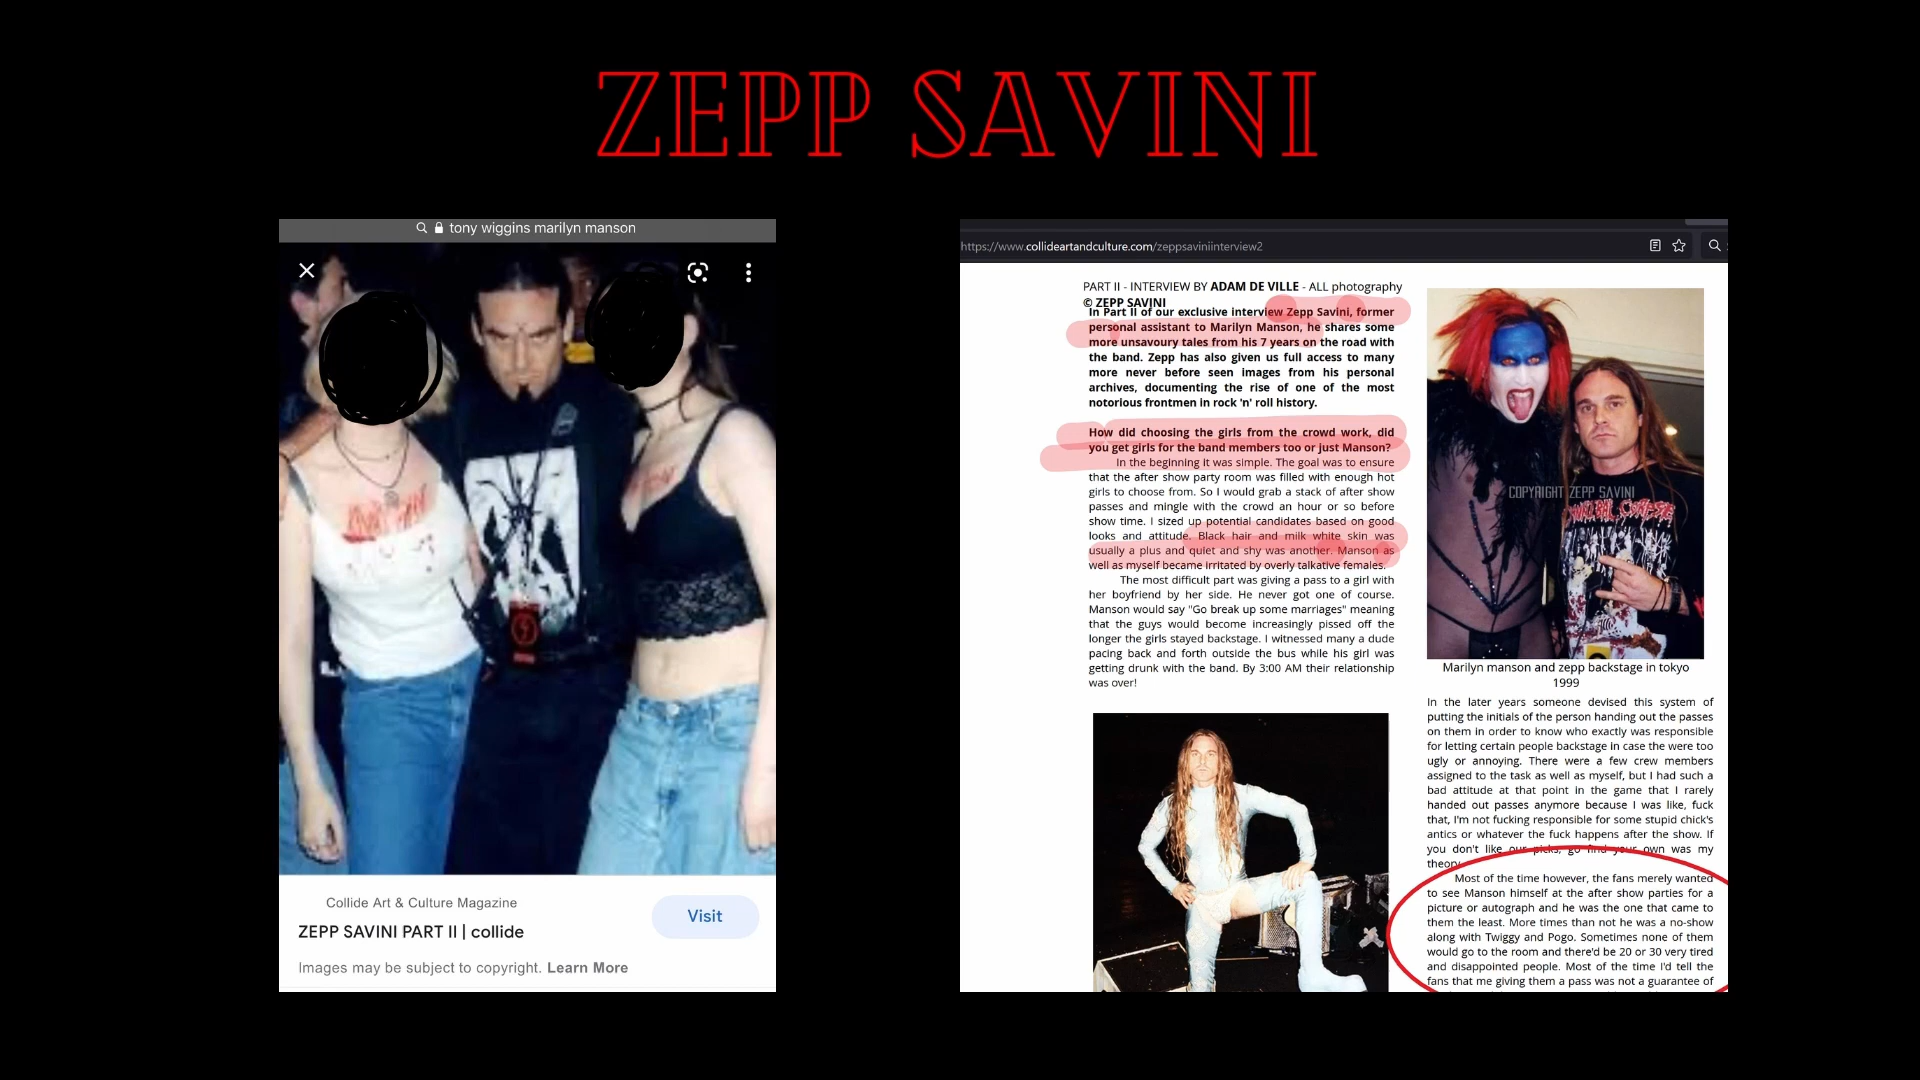 ZEPP SAVINI
tony wiggins marilyn manson
Collide Art & Culture Magazine
ZEPP SAVINI PART II | collide
Visit
Images may be subject to copyright. Learn More
https://www.collideartandculture.com/zeppsaviniinterview2
PART II - INTERVIEW BY ADAM DE VILLE - ALL photography
© ZEPP SAVINI
In Part II of our exclusive interview Zepp Savini, former
personal assistant to Marilyn Manson, he shares some
more unsavoury tales from his 7 years on the road with
the band. Zepp has also given us full access to many
more never before seen images from his personal
archives, documenting the rise of one of the most
notorious frontmen in rock 'n' roll history.
How did choosing the girls from the crowd work, did
you get girls for the band members too or just Manson?
In the beginning it was simple. The goal was to ensure
that the after show party room was filled with enough hot
girls to choose from. So I would grab a stack of after show
passes and mingle with the crowd an hour or so before
show time. I sized up potential candidates based on good
looks and attitude. Black hair and milk white skin was
usually a plus and quiet and shy was another. Manson as
well as myself became irritated by overly talkative females.
The most difficult part was giving a pass to a girl with
her boyfriend by her side. He never got one of course.
Manson would say "Go break up some marriages" meaning
that the guys would become increasingly pissed off the
longer the girls stayed backstage. I witnessed many a dude
pacing back and forth outside the bus while his girl was
getting drunk with the band. By 3:00 AM their relationship
was over!
COPYRIGHT ZEPP SAVINI
CANNIBAL CORPSE
Marilyn manson and zepp backstage in tokyo
1999
In the later years someone devised this system of
putting the initials of the person handing out the passes
on them in order to know who exactly was responsible
for letting certain people backstage in case the were too
ugly or annoying. There were a few crew members
assigned to the task as well as myself, but I had such a
bad attitude at that point in the game that I rarely
handed out passes anymore because I was like, fuck
that, I'm not fucking responsible for some stupid chick's
antics or whatever the fuck happens after the show. If
you don't like our picks, go find your own was my
theory.
Most of the time however, the fans merely wanted
to see Manson himself at the after show parties for a
picture or autograph and he was the one that came to
them the least. More times than not he was a no-show
along with Twiggy and Pogo. Sometimes none of them
would go to the room and there'd be 20 or 30 very tired
and disappointed people. Most of the time I'd tell the
fans that me giving them a pass was not a guarantee of